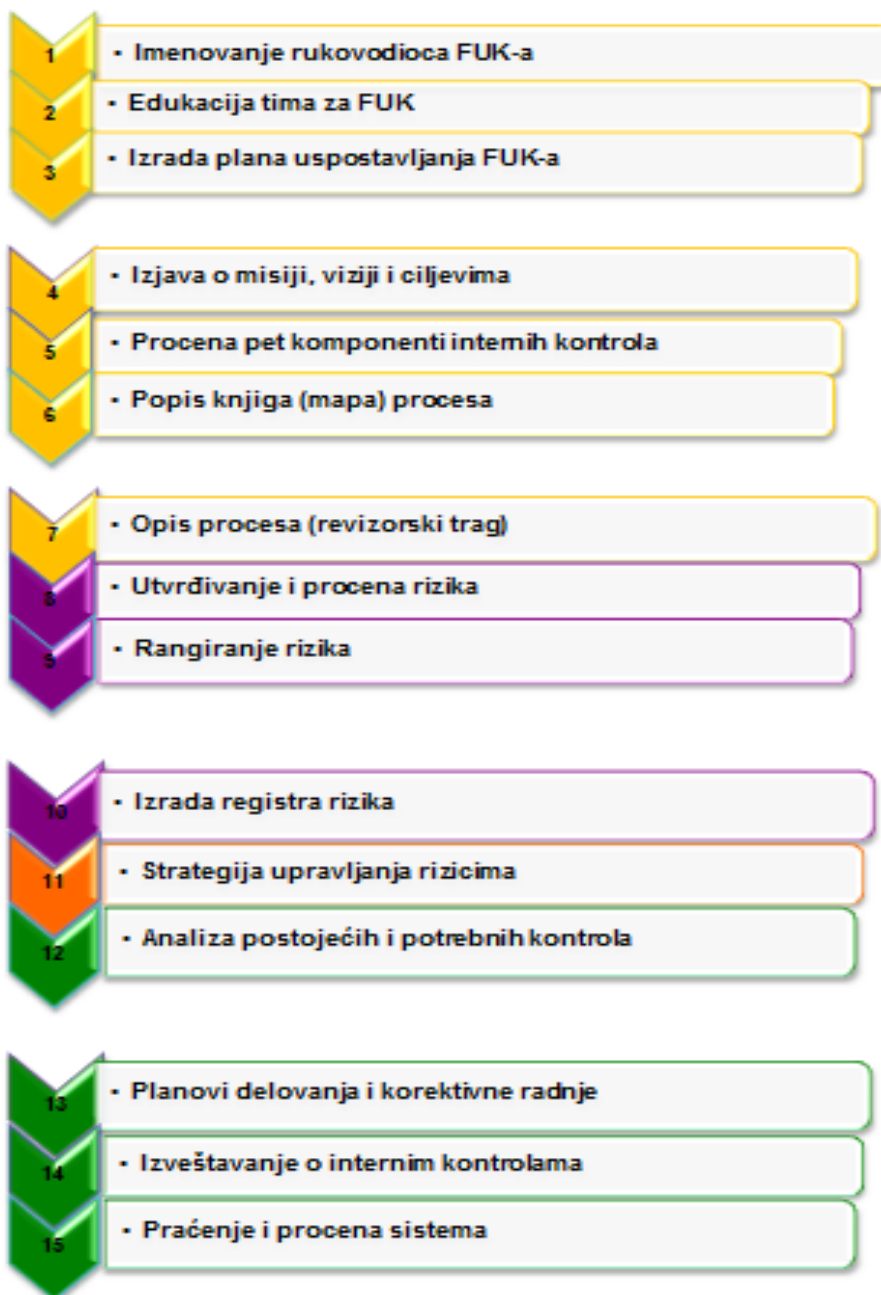 1 • Imenovanje rukovodioca FUK-a
2 • Edukacija tima za FUK
3 • Izrada plana uspostavljanja FUK-a
4 • Izjava o misiji, viziji i ciljevima
5 • Procena pet komponenti internih kontrola
6 • Popis knjiga (mapa) procesa
7 • Opis procesa (revizorski trag)
8 • Utvrđivanje i procena rizika
9 • Rangiranje rizika
10 • Izrada registra rizika
11 • Strategija upravljanja rizicima
12 • Analiza postojećih i potrebnih kontrola
13 • Planovi delovanja i korektivne radnje
14 • Izveštavanje o internim kontrolama
15 • Praćenje i procena sistema